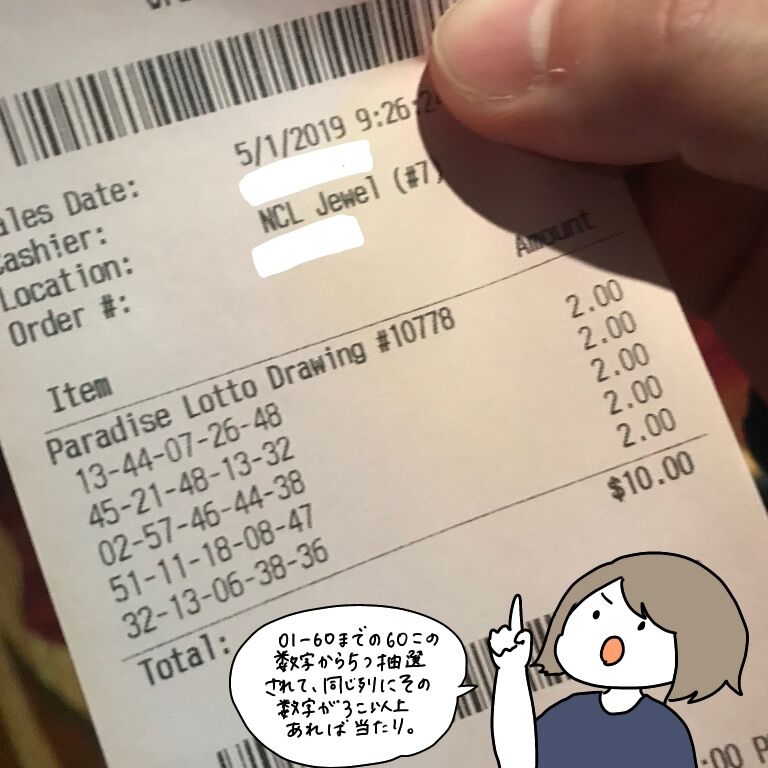 5/1/2019 9:26:
ales Date:
NCL Jewel (#7)
ashier:
Location:
Order #:
Amount
Item
Paradise Lotto Drawing #10778
13-44-07-26-48 2.00
45-21-48-13-32 2.00
02-57-46-44-38 2.00
51-11-18-08-47 2.00
32-13-06-38-36 2.00
Total: $10.00
01-60までの60この
数字から5つ抽選
されて、同じ列にその
数字が3こ以上
あれば当たり。
:00 P